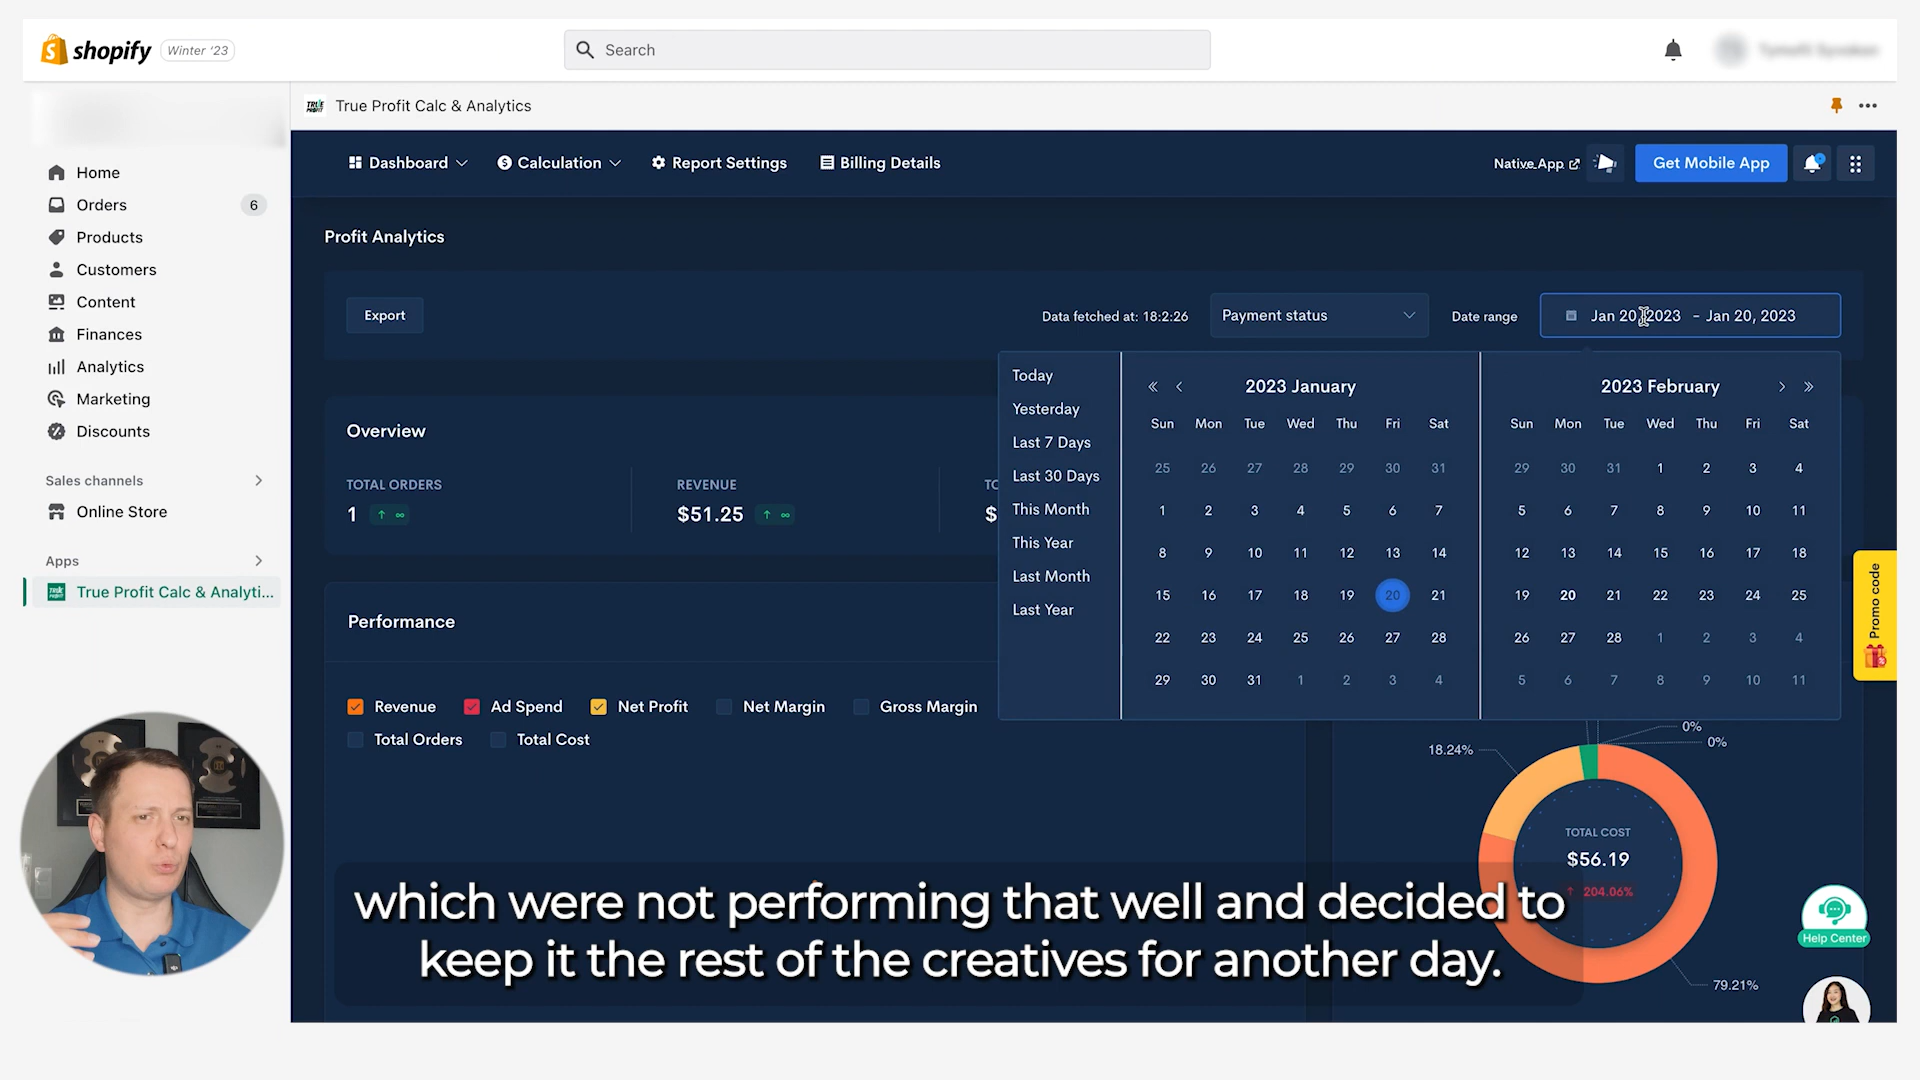 shopify Winter '23
Search
True Profit Calc & Analytics
Home
Orders 6
Products
Customers
Content
Finances
Analytics
Marketing
Discounts
Sales channels
Online Store
Apps
True Profit Calc & Analyti...
Dashboard Calculation Report Settings Billing Details
Native App Get Mobile App
Profit Analytics
Export
Data fetched at: 18:2:26 Payment status Date range Jan 20, 2023 - Jan 20, 2023
Today
Yesterday
Last 7 Days
Last 30 Days
This Month
This Year
Last Month
Last Year
2023 January
Sun Mon Tue Wed Thu Fri Sat
25 26 27 28 29 30 31
1 2 3 4 5 6 7
8 9 10 11 12 13 14
15 16 17 18 19 20 21
22 23 24 25 26 27 28
29 30 31 1 2 3 4
2023 February
Sun Mon Tue Wed Thu Fri Sat
29 30 31 1 2 3 4
5 6 7 8 9 10 11
12 13 14 15 16 17 18
19 20 21 22 23 24 25
26 27 28 1 2 3 4
5 6 7 8 9 10 11
Overview
TOTAL ORDERS
1 ↑ ∞
REVENUE
$51.25 ↑ ∞
TO
$
Promo code
Performance
Revenue Ad Spend Net Profit Net Margin Gross Margin
Total Orders Total Cost
18.24%
0%
0%
TOTAL COST
$56.19
↑ 204.06%
79.21%
Help Center
which were not performing that well and decided to
keep it the rest of the creatives for another day.